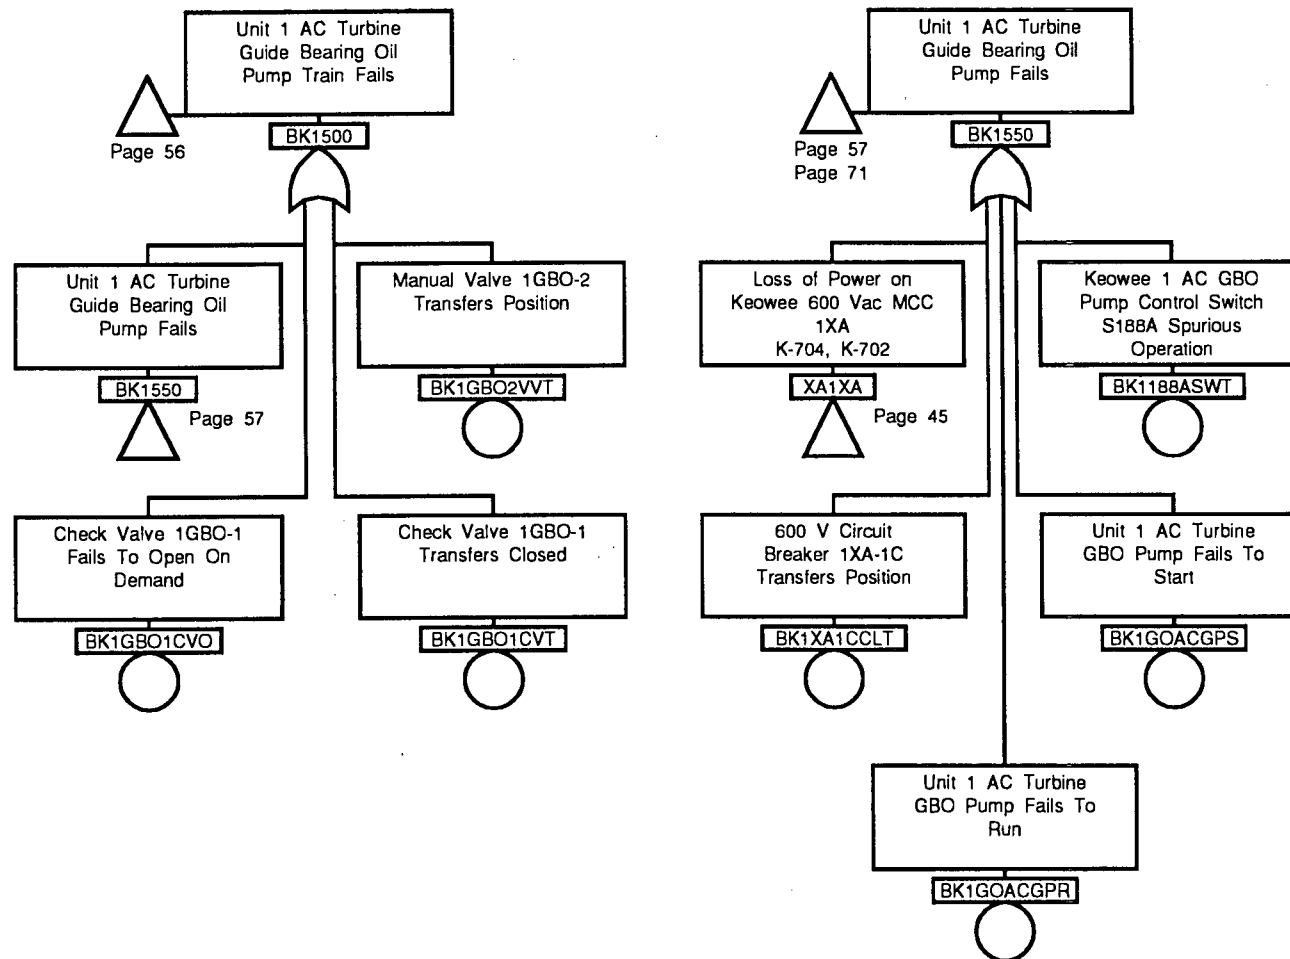 Unit 1 AC Turbine
Guide Bearing Oil
Pump Train Fails
Page 56
BK1500
Unit 1 AC Turbine
Guide Bearing Oil
Pump Fails
BK1550
Page 57
Manual Valve 1GBO-2
Transfers Position
BK1GBO2VVT
Check Valve 1GBO-1
Fails To Open On
Demand
BK1GBO1CVO
Check Valve 1GBO-1
Transfers Closed
BK1GBO1CVT
Unit 1 AC Turbine
Guide Bearing Oil
Pump Fails
Page 57
Page 71
BK1550
Loss of Power on
Keowee 600 Vac MCC
1XA
K-704, K-702
XA1XA
Page 45
Keowee 1 AC GBO
Pump Control Switch
S188A Spurious
Operation
BK1188ASWT
600 V Circuit
Breaker 1XA-1C
Transfers Position
BK1XA1CCLT
Unit 1 AC Turbine
GBO Pump Fails To
Start
BK1GOACGPS
Unit 1 AC Turbine
GBO Pump Fails To
Run
BK1GOACGPR